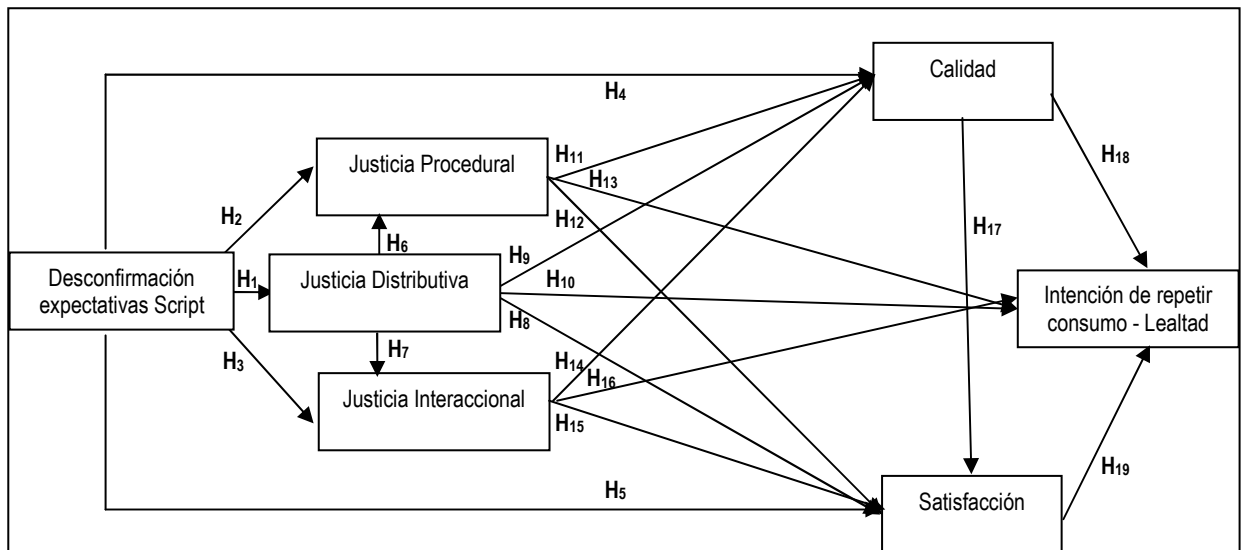 Calidad
H4
Justicia Procedural
H11
H13
H18
H2
H12
H6
H17
H9
Desconfirmación
expectativas Script
H1
Justicia Distributiva
H10
Intención de repetir
consumo - Lealtad
H8
H7
H3
H14
H16
Justicia Interaccional
H15
H19
H5
Satisfacción